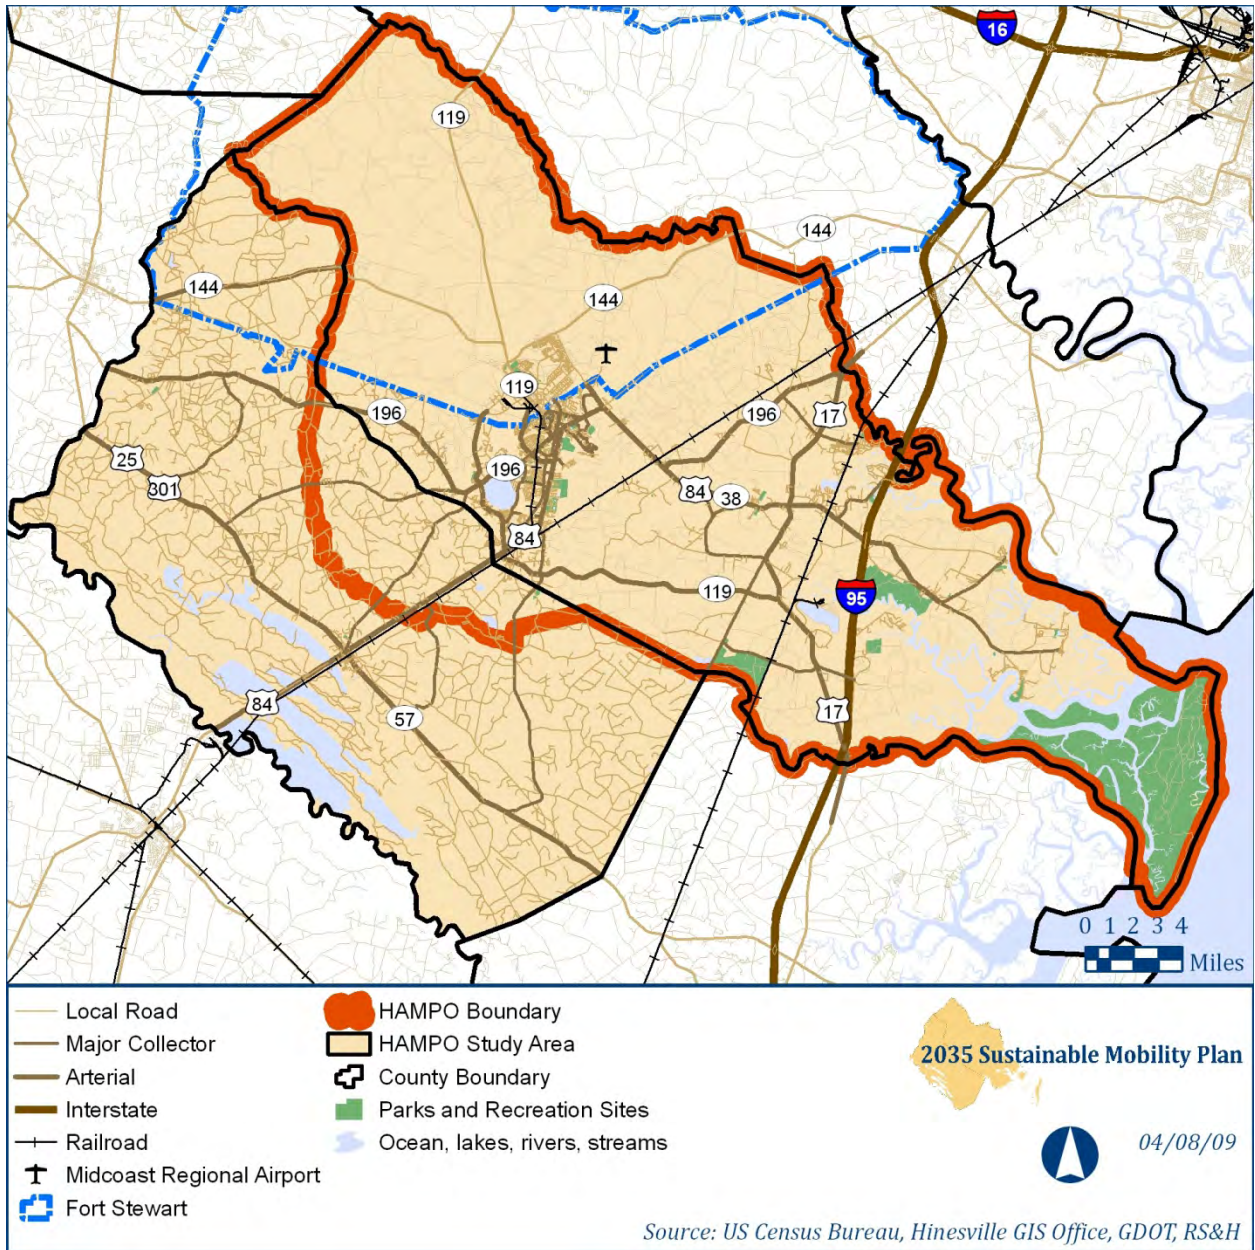 16
119
144
144
144
119
196
196
17
25
301
196
84
38
84
119
95
84
57
17
0 1 2 3 4
Miles
Local Road
Major Collector
Arterial
Interstate
Railroad
Midcoast Regional Airport
Fort Stewart
HAMPO Boundary
HAMPO Study Area
County Boundary
Parks and Recreation Sites
Ocean, lakes, rivers, streams
2035 Sustainable Mobility Plan
04/08/09
Source: US Census Bureau, Hinesville GIS Office, GDOT, RS&H